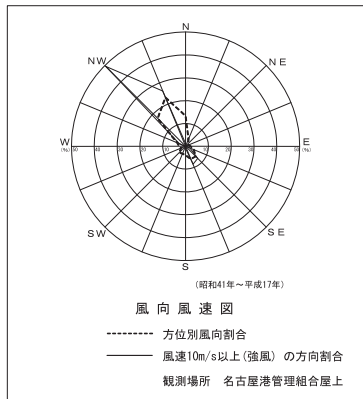 N
NW NE
W E
(%) 50 40 30 20 10 10 20 30 40 50 (%)
SW SE
S
(昭和41年~平成17年)
風向風速図
方位別風向割合
風速10m/s以上(強風)の方向割合
観測場所 名古屋港管理組合屋上